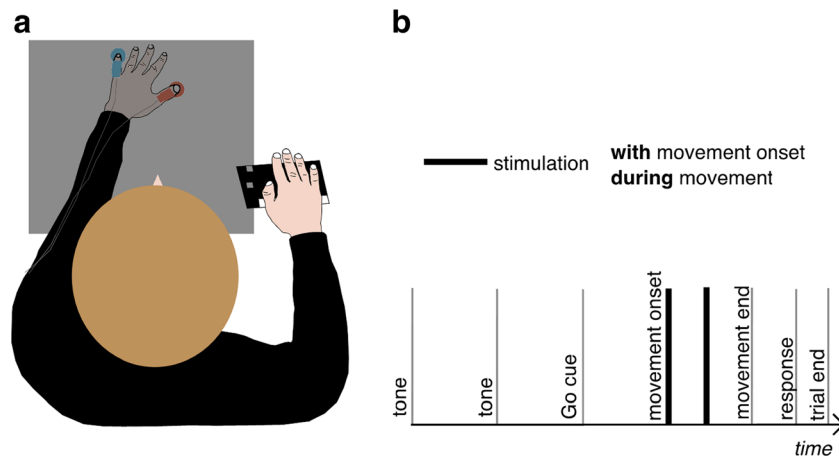 a
b
stimulation
with movement onset
during movement
tone
tone
Go cue
movement onset
movement end
response
trial end
time